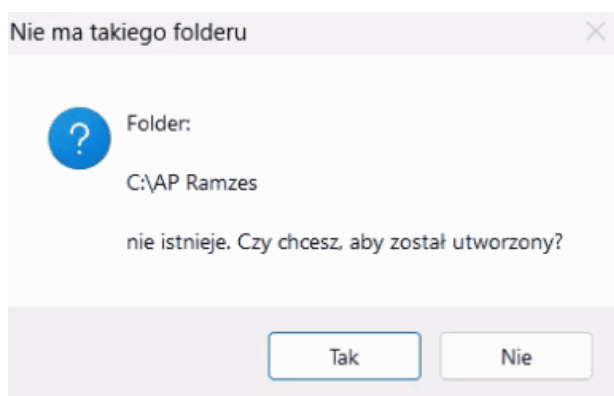 Nie ma takiego folderu
Folder:
C:\AP Ramzes
nie istnieje. Czy chcesz, aby został utworzony?
Tak
Nie